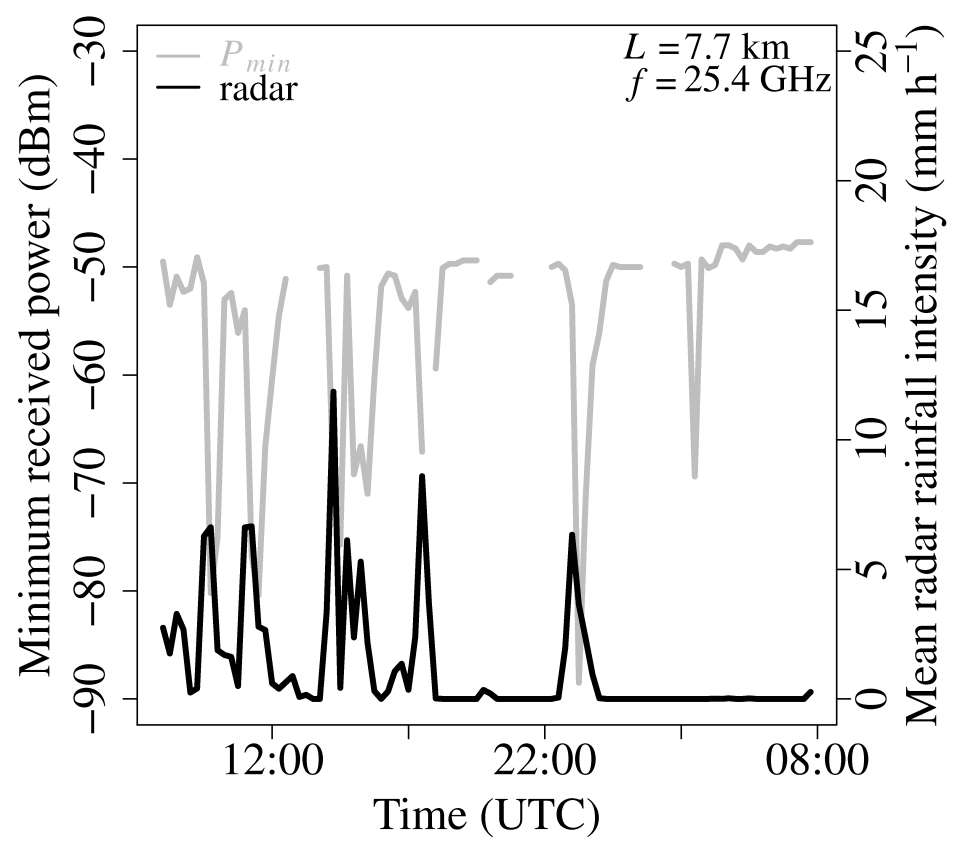 P min
radar
L = 7.7 km
f = 25.4 GHz
Minimum received power (dBm)
−30
−40
−50
−60
−70
−80
−90
25
20
15
10
5
0
Mean radar rainfall intensity (mm h⁻¹)
12:00
22:00
08:00
Time (UTC)